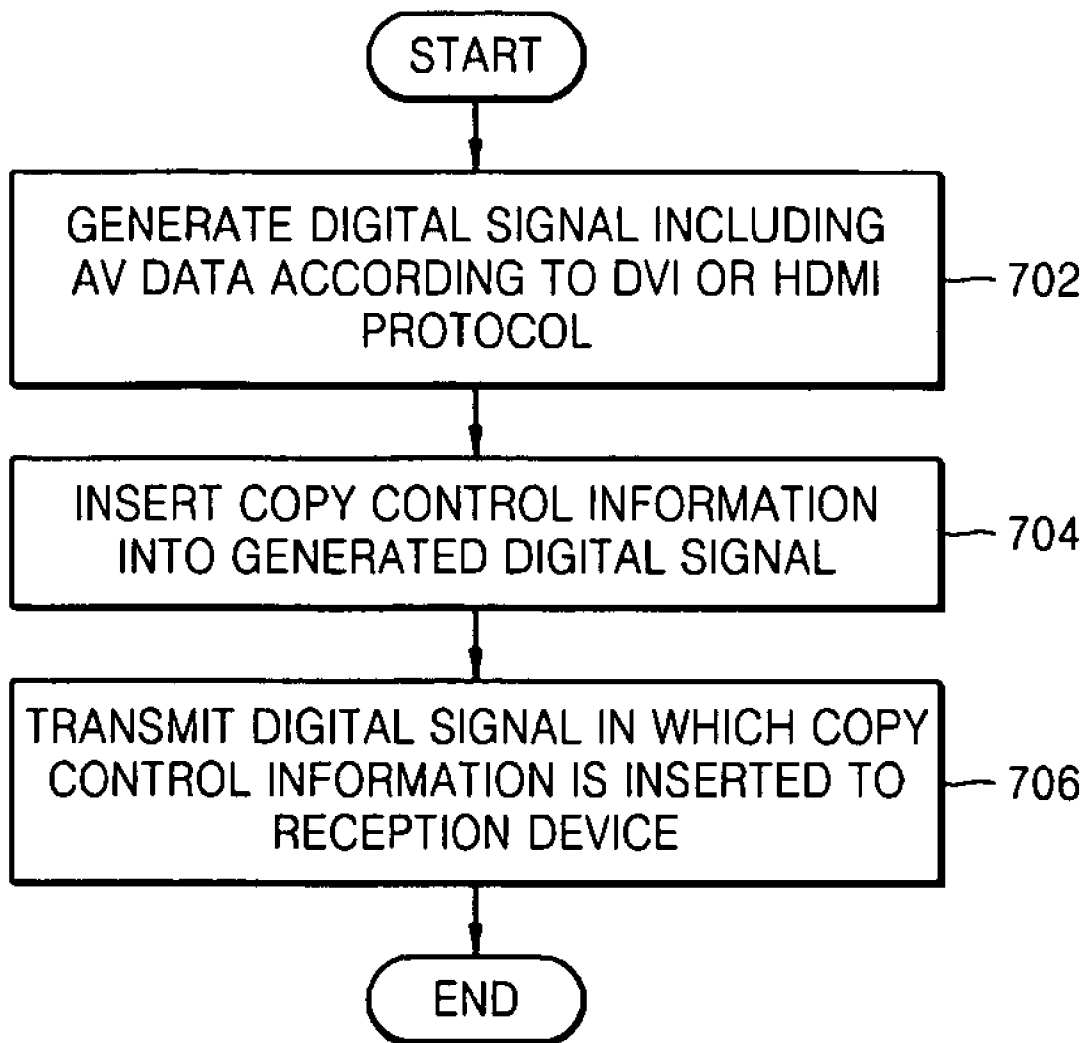 START
GENERATE DIGITAL SIGNAL INCLUDING
AV DATA ACCORDING TO DVI OR HDMI
PROTOCOL
702
INSERT COPY CONTROL INFORMATION
INTO GENERATED DIGITAL SIGNAL
704
TRANSMIT DIGITAL SIGNAL IN WHICH COPY
CONTROL INFORMATION IS INSERTED TO
RECEPTION DEVICE
706
END